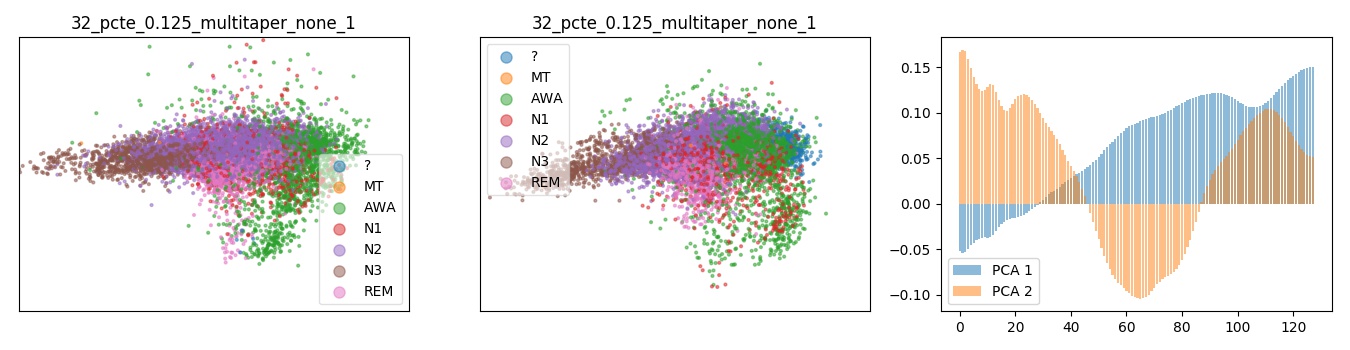 32_pcte_0.125_multitaper_none_1
?
MT
AWA
N1
N2
N3
REM
32_pcte_0.125_multitaper_none_1
?
MT
AWA
N1
N2
N3
REM
0.15
0.10
0.05
0.00
−0.05
−0.10
PCA 1
PCA 2
0
20
40
60
80
100
120